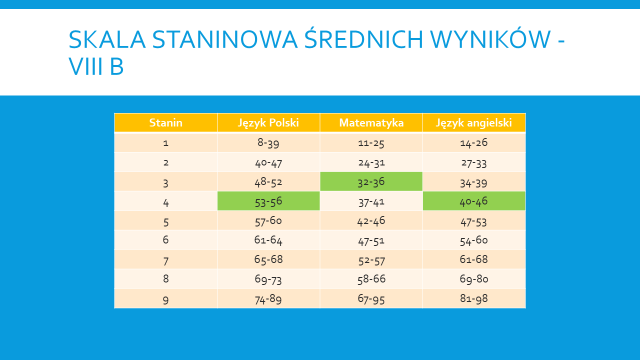 SKALA STANINOWA ŚREDNICH WYNIKÓW -
VIII B
Stanin Język Polski Matematyka Język angielski
1 8-39 11-25 14-26
2 40-47 24-31 27-33
3 48-52 32-36 34-39
4 53-56 37-41 40-46
5 57-60 42-46 47-53
6 61-64 47-51 54-60
7 65-68 52-57 61-68
8 69-73 58-66 69-80
9 74-89 67-95 81-98